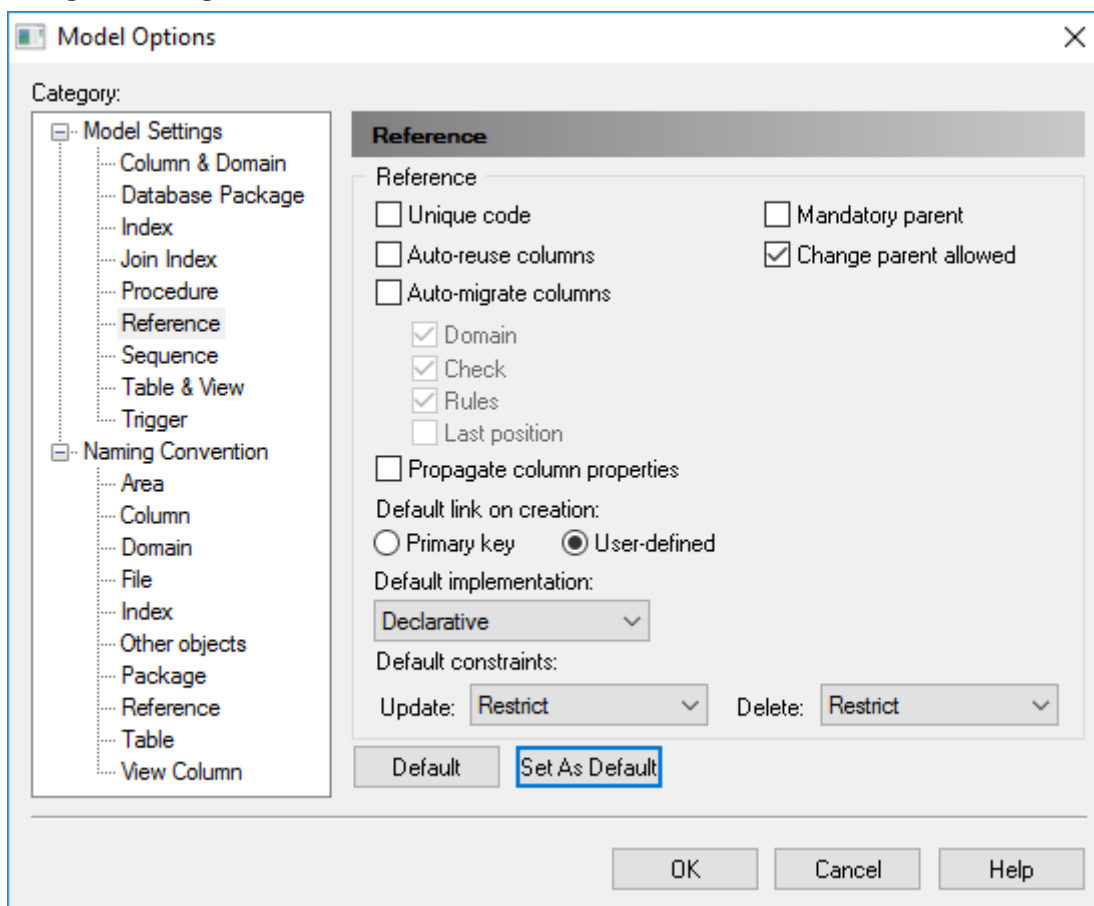 Model Options
Category:
Model Settings
Column & Domain
Database Package
Index
Join Index
Procedure
Reference
Sequence
Table & View
Trigger
Naming Convention
Area
Column
Domain
File
Index
Other objects
Package
Reference
Table
View Column
Reference
Reference
Unique code
Mandatory parent
Auto-reuse columns
Change parent allowed
Auto-migrate columns
Domain
Check
Rules
Last position
Propagate column properties
Default link on creation:
Primary key
User-defined
Default implementation:
Declarative
Default constraints:
Update:
Restrict
Delete:
Restrict
Default
Set As Default
OK
Cancel
Help